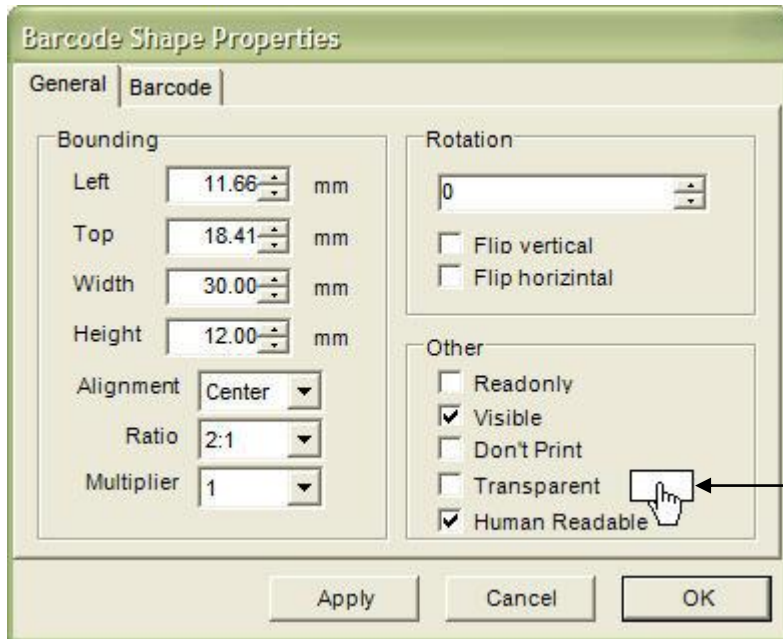 Barcode Shape Properties
General Barcode
Bounding
Left 11.66 mm
Top 18.41 mm
Width 30.00 mm
Height 12.00 mm
Alignment Center
Ratio 2:1
Multiplier 1
Rotation
0
Flip vertical
Flip horizintal
Other
Readonly
Visible
Don't Print
Transparent
Human Readable
Apply Cancel OK